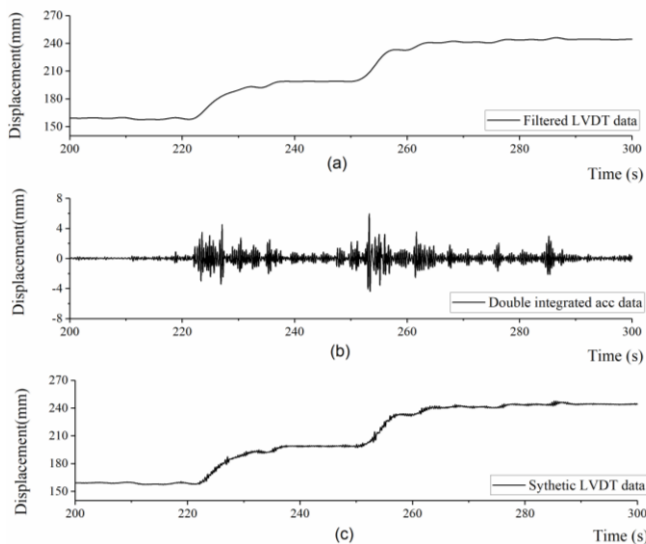 (a)
Displacement(mm)
270
240
210
180
150
Filtered LVDT data
200 220 240 260 280 300
(a)
Time (s)
Displacement(mm)
8
4
0
-4
-8
Double integrated acc data
200 220 240 260 280 300
(b)
Time (s)
Displacement(mm)
270
240
210
180
150
Sythetic LVDT data
200 220 240 260 280 300
(c)
Time (s)